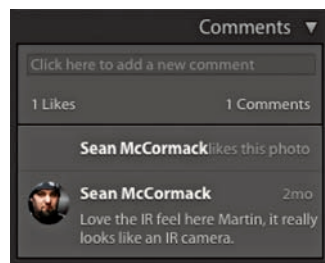 Comments ▼
Click here to add a new comment
1 Likes 1 Comments
Sean McCormack likes this photo
Sean McCormack 2mo
Love the IR feel here Martin, it really
looks like an IR camera.